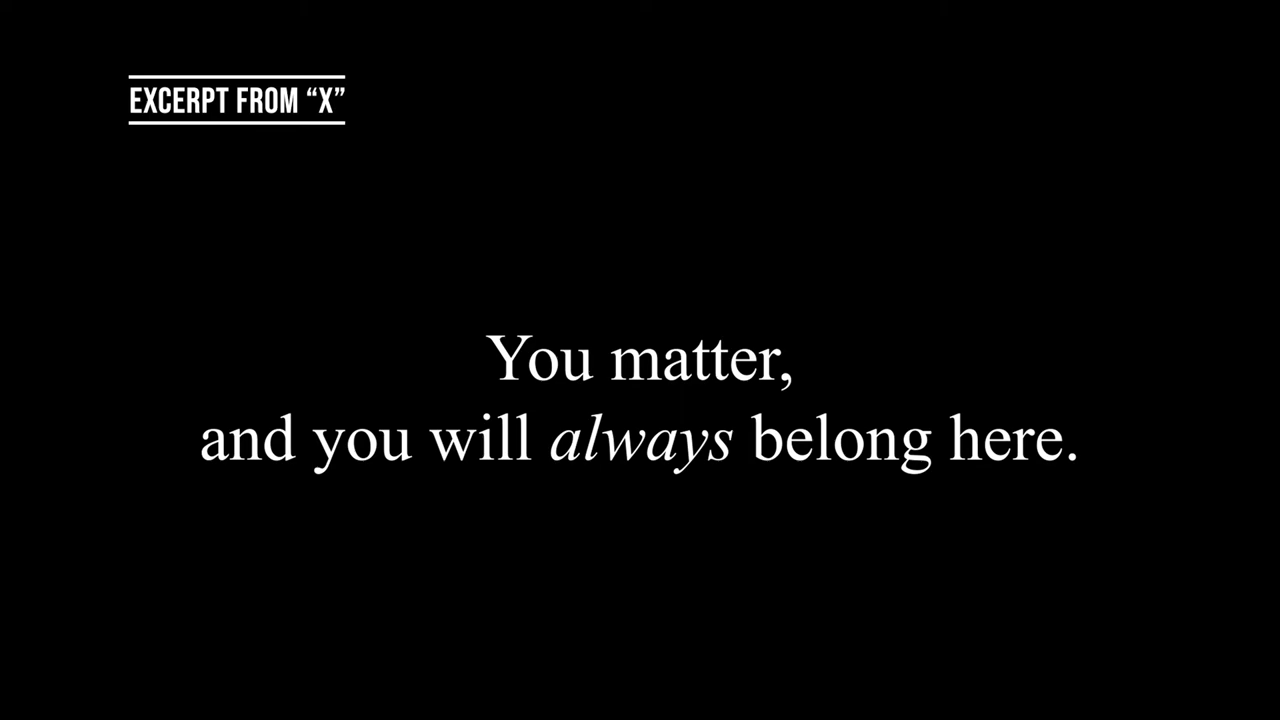 EXCERPT FROM “X”
You matter,
and you will always belong here.